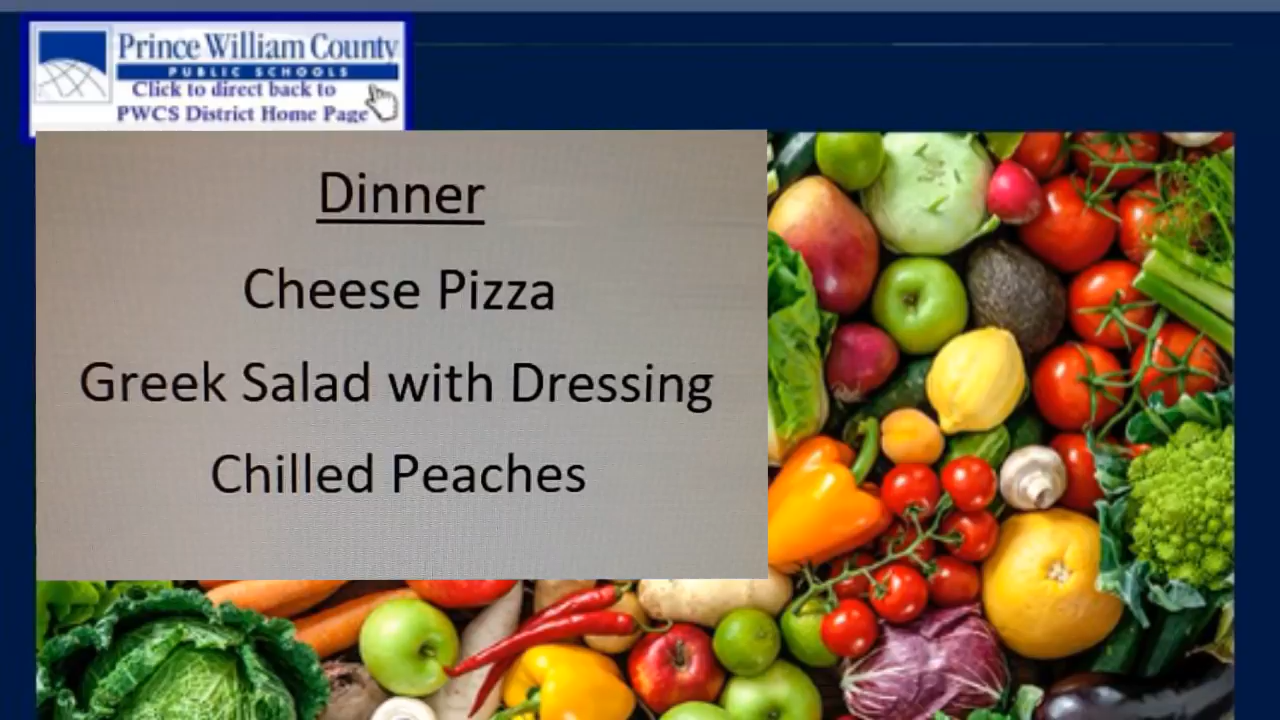 Prince William County
PUBLIC SCHOOLS
Click to direct back to
PWCS District Home Page
Dinner
Cheese Pizza
Greek Salad with Dressing
Chilled Peaches